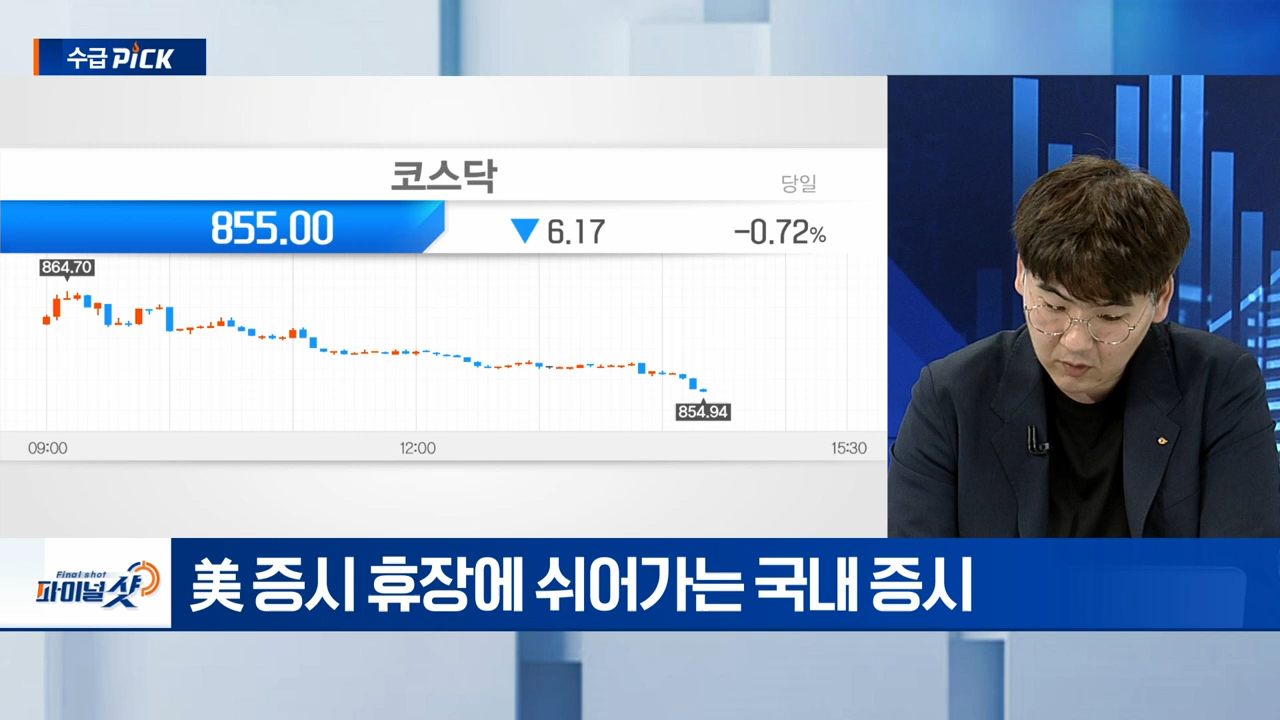 수급 PiCK
코스닥
당일
855.00 ▼ 6.17 -0.72%
864.70
854.94
09:00 12:00 15:30
Final shot
파이널샷
美 증시 휴장에 쉬어가는 국내 증시